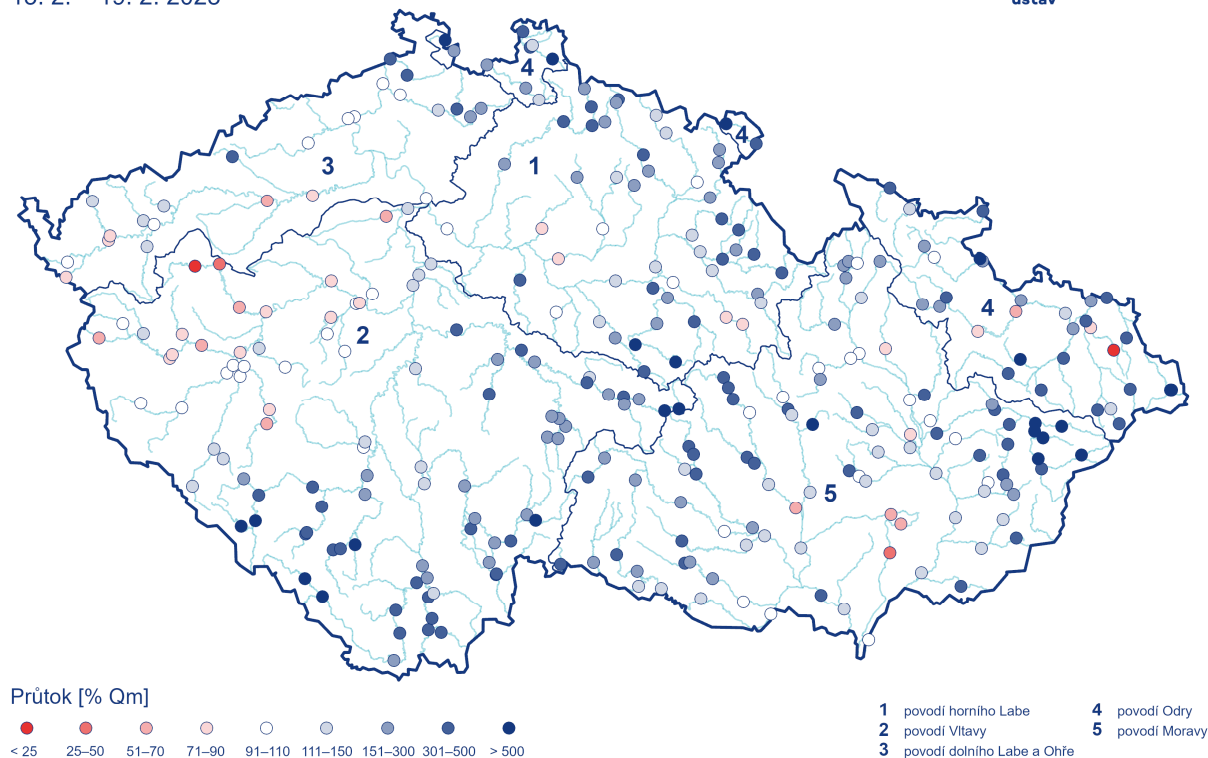 ústav
4
4
3
1
4
2
5
Průtok [% Qm]
< 25
25–50
51–70
71–90
91–110
111–150
151–300
301–500
> 500
1 povodí horního Labe
2 povodí Vltavy
3 povodí dolního Labe a Ohře
4 povodí Odry
5 povodí Moravy